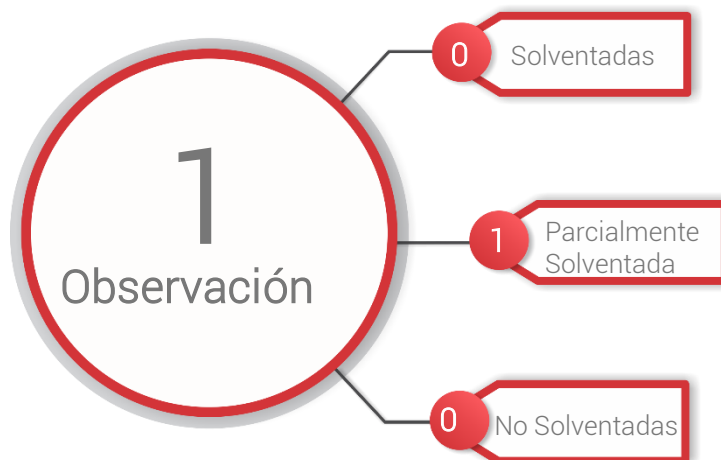 1
Observación
0
Solventadas
1
Parcialmente
Solventada
0
No Solventadas